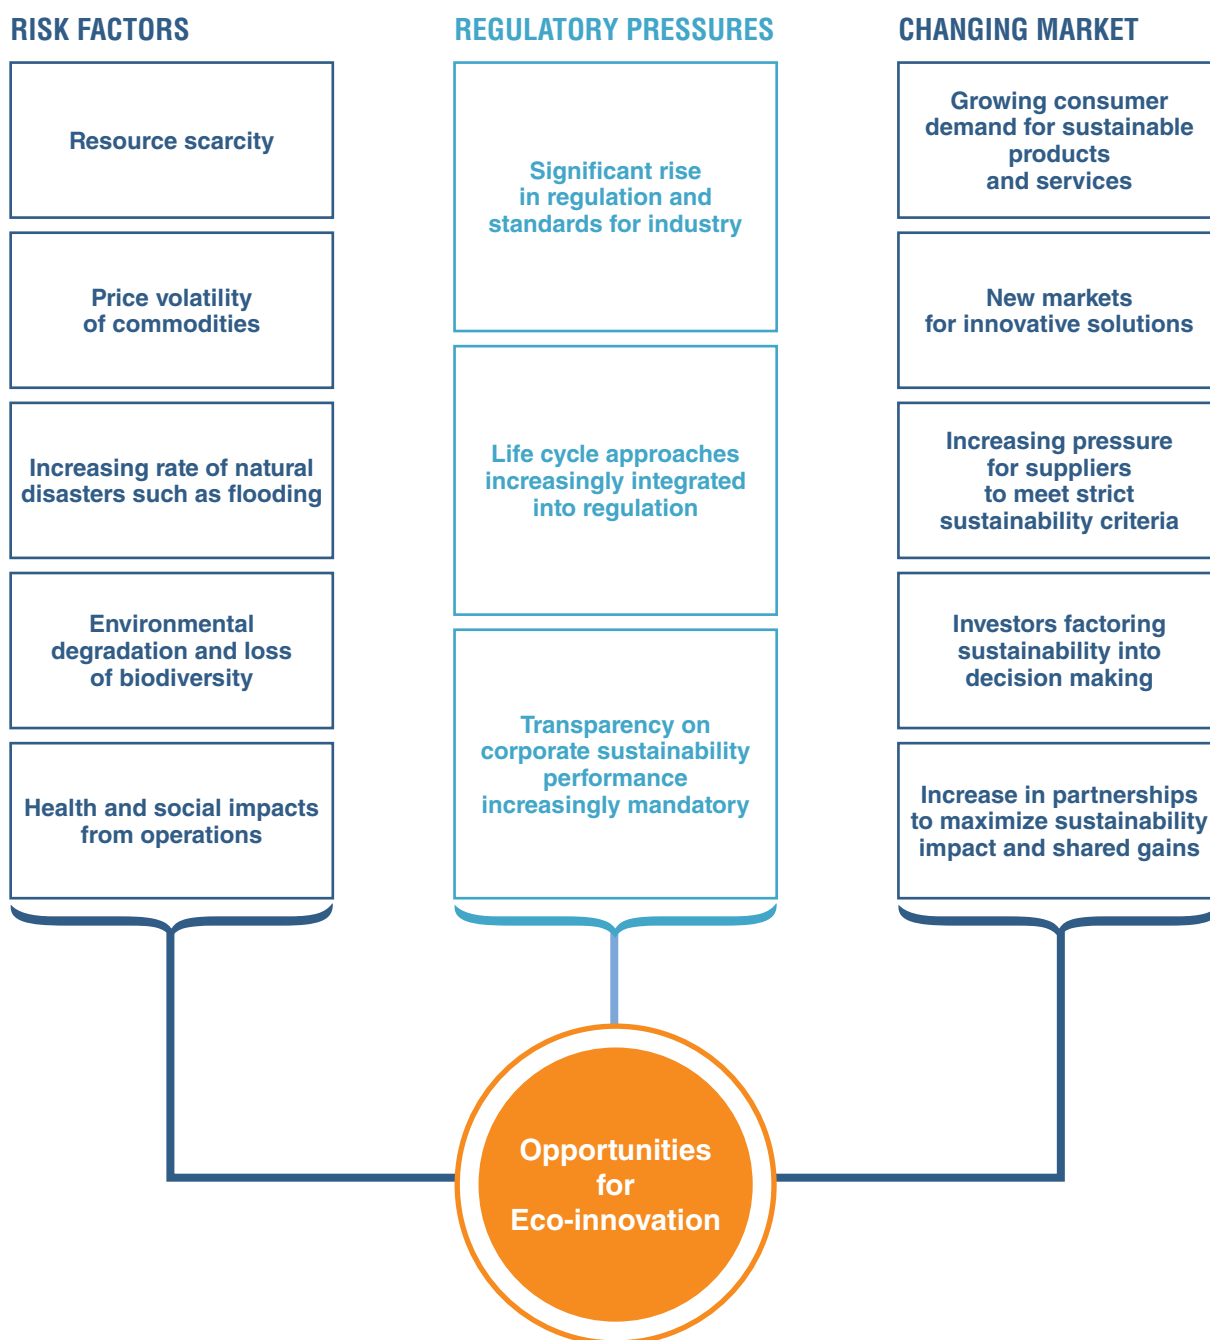 RISK FACTORS
Resource scarcity
Price volatility
of commodities
Increasing rate of natural
disasters such as flooding
Environmental
degradation and loss
of biodiversity
Health and social impacts
from operations
REGULATORY PRESSURES
Significant rise
in regulation and
standards for industry
Life cycle approaches
increasingly integrated
into regulation
Transparency on
corporate sustainability
performance
increasingly mandatory
CHANGING MARKET
Growing consumer
demand for sustainable
products
and services
New markets
for innovative solutions
Increasing pressure
for suppliers
to meet strict
sustainability criteria
Investors factoring
sustainability into
decision making
Increase in partnerships
to maximize sustainability
impact and shared gains
Opportunities
for
Eco-innovation